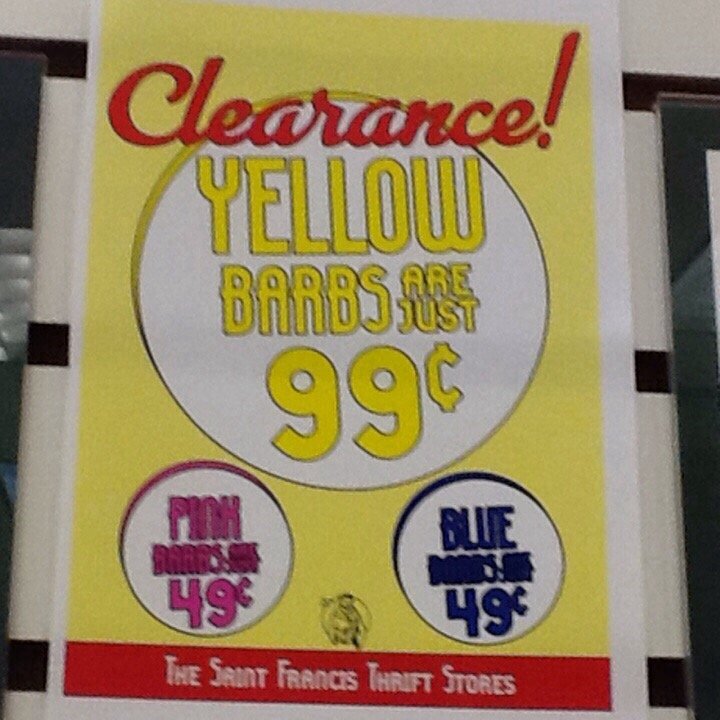 Clearance!
YELLOW
BARBS ARE JUST
99¢
PINK
BARBS ARE
49¢
BLUE
BARBS ARE
49¢
THE SAINT FRANCIS THRIFT STORES